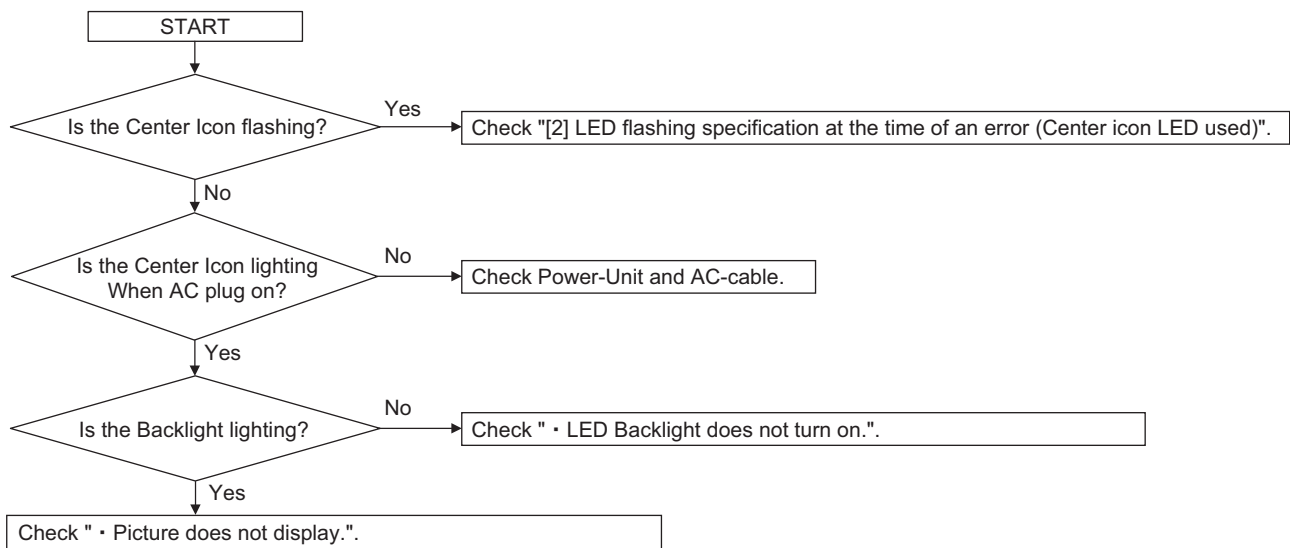 START
Is the Center Icon flashing?
Yes
Check "[2] LED flashing specification at the time of an error (Center icon LED used)".
No
Is the Center Icon lighting
When AC plug on?
No
Check Power-Unit and AC-cable.
Yes
Is the Backlight lighting?
No
Check "・LED Backlight does not turn on.".
Yes
Check "・Picture does not display.".